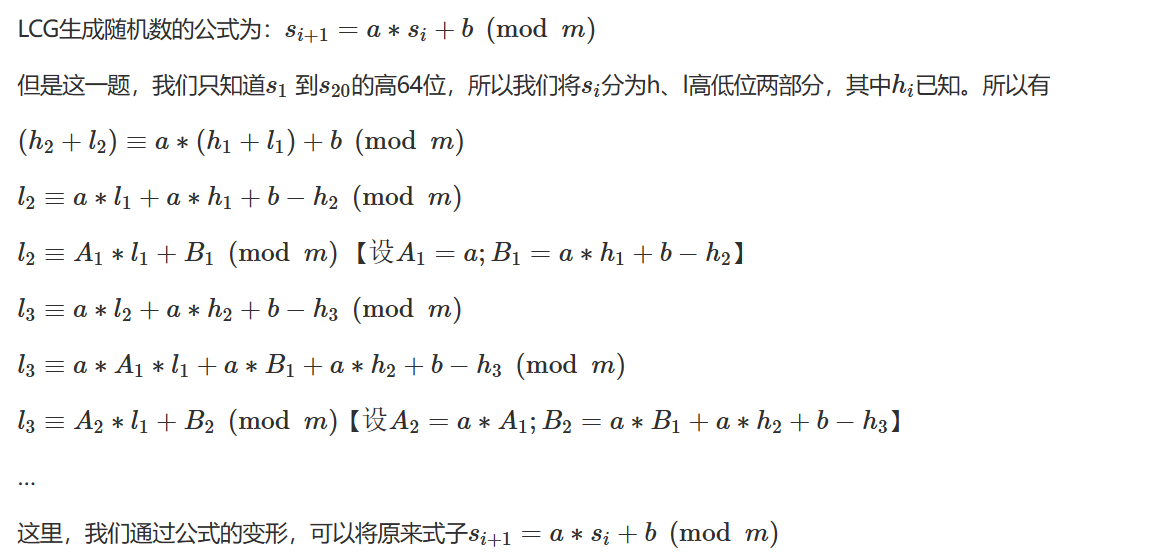 LCG生成随机数的公式为：$s_{i+1} = a * s_i + b \pmod m$
但是这一题，我们只知道$s_1$ 到$s_{20}$的高64位，所以我们将$s_i$分为h、l高低位两部分，其中$h_i$已知。所以有
$(h_2 + l_2) \equiv a * (h_1 + l_1) + b \pmod m$
$l_2 \equiv a * l_1 + a * h_1 + b - h_2 \pmod m$
$l_2 \equiv A_1 * l_1 + B_1 \pmod m$【设$A_1 = a; B_1 = a * h_1 + b - h_2$】
$l_3 \equiv a * l_2 + a * h_2 + b - h_3 \pmod m$
$l_3 \equiv a * A_1 * l_1 + a * B_1 + a * h_2 + b - h_3 \pmod m$
$l_3 \equiv A_2 * l_1 + B_2 \pmod m$【设$A_2 = a * A_1; B_2 = a * B_1 + a * h_2 + b - h_3$】
...
这里，我们通过公式的变形，可以将原来式子$s_{i+1} = a * s_i + b \pmod m$